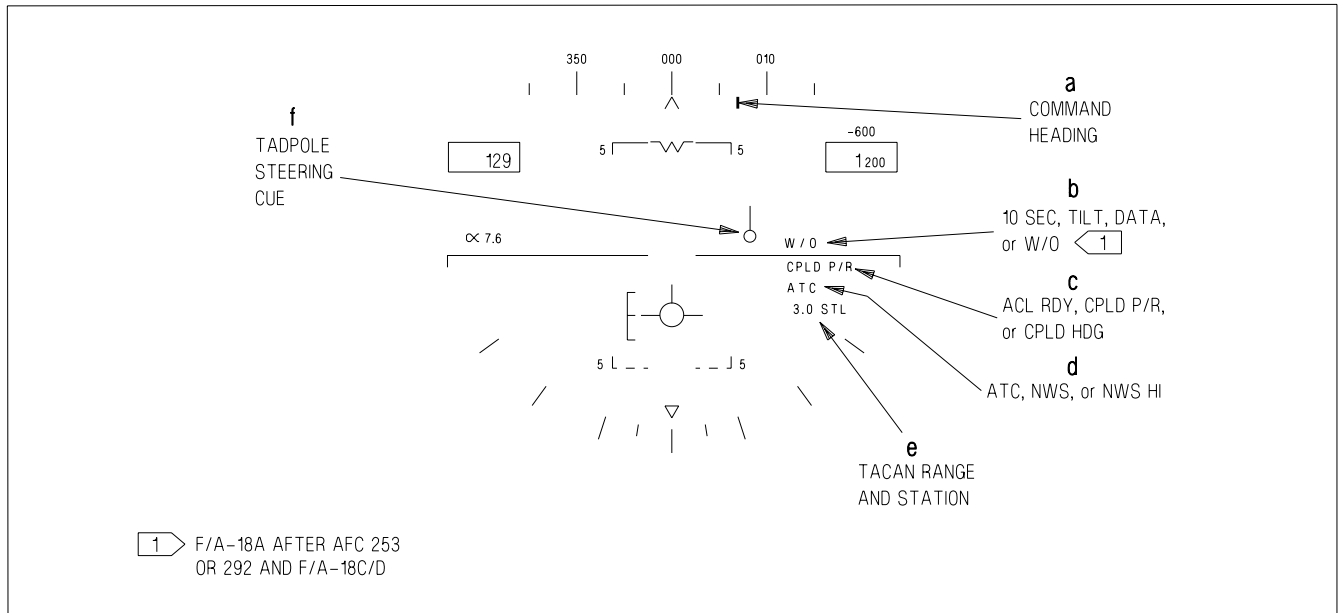 350 000 010
a
COMMAND
HEADING
f
TADPOLE
STEERING
CUE
-600
129
5 5
1200
b
10 SEC, TILT, DATA,
or W/O 1
∝ 7.6
W/O
CPLD P/R
ATC
3.0 STL
c
ACL RDY, CPLD P/R,
or CPLD HDG
5 5
d
ATC, NWS, or NWS HI
e
TACAN RANGE
AND STATION
1 F/A-18A AFTER AFC 253
OR 292 AND F/A-18C/D